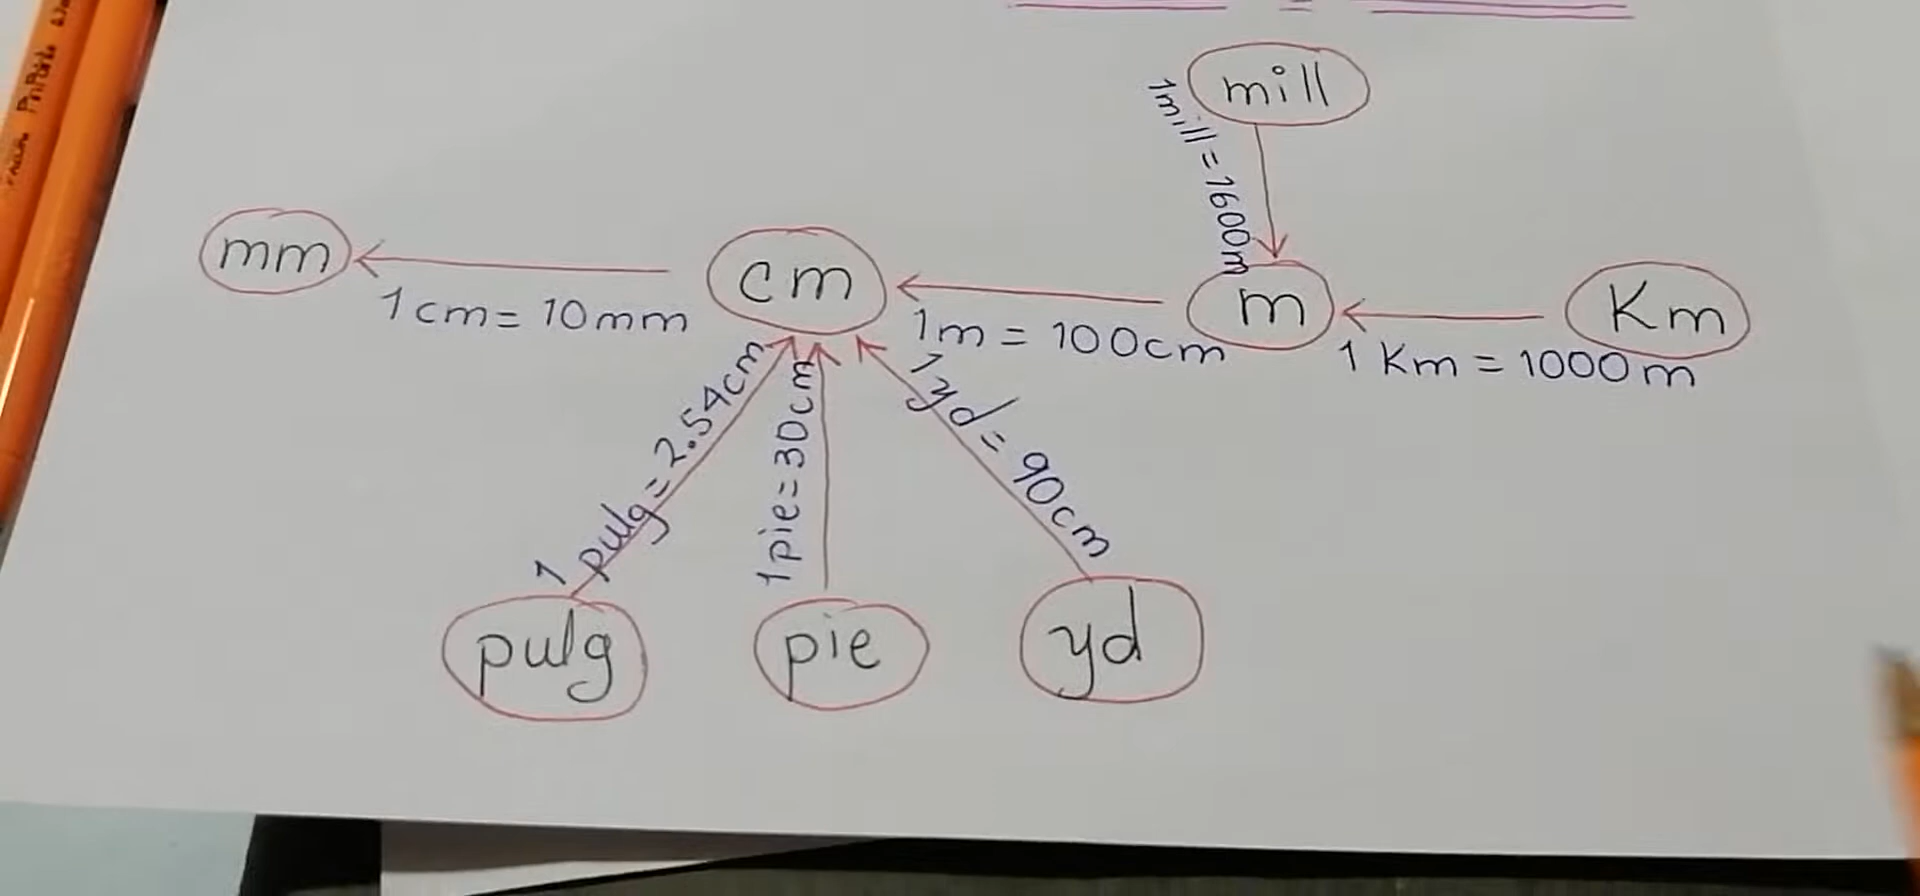 mill
1mill = 1600m
mm
cm
m
Km
1cm = 10mm
1m = 100cm
1 Km = 1000m
1 pulg = 2.54cm
1pie = 30cm
1yd = 90cm
pulg
pie
yd